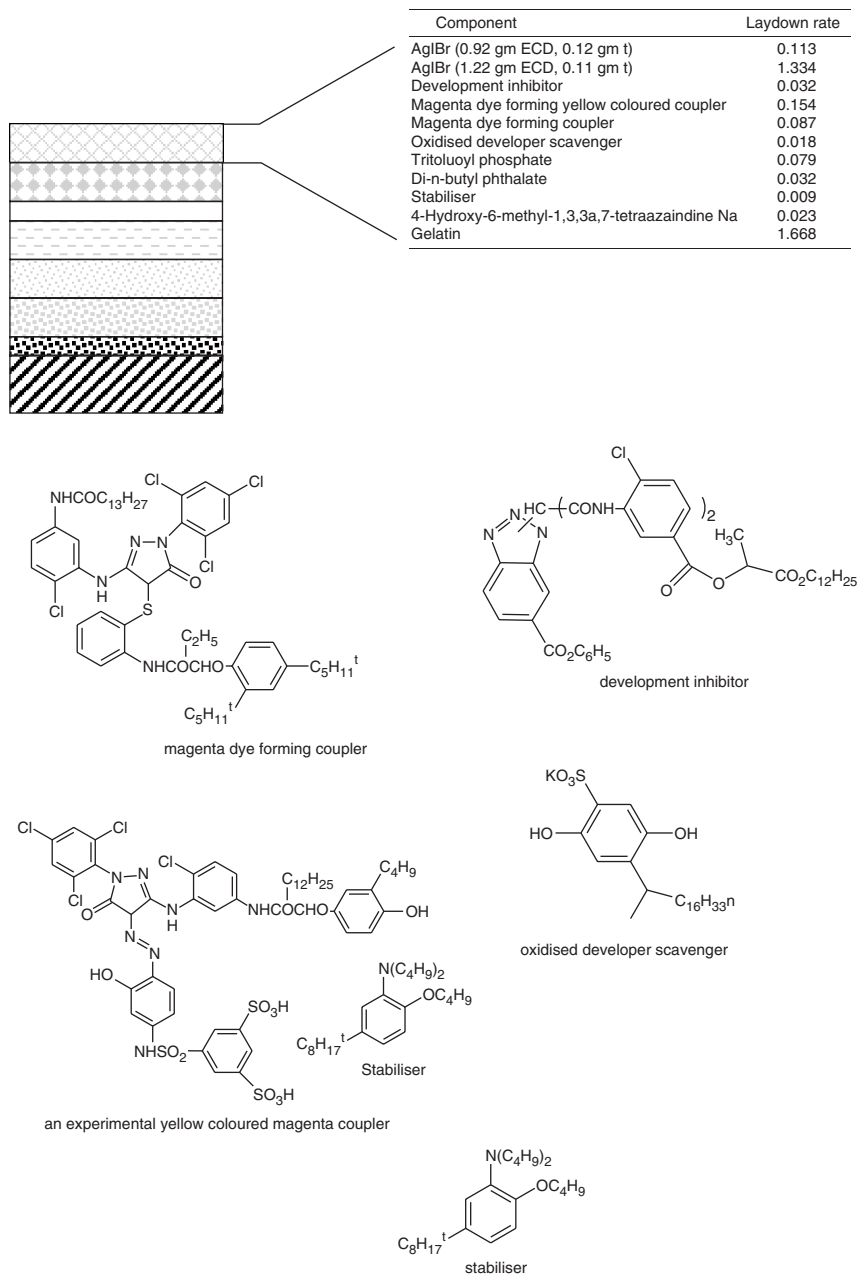 Component Laydown rate
AgIBr (0.92 gm ECD, 0.12 gm t) 0.113
AgIBr (1.22 gm ECD, 0.11 gm t) 1.334
Development inhibitor 0.032
Magenta dye forming yellow coloured coupler 0.154
Magenta dye forming coupler 0.087
Oxidised developer scavenger 0.018
Tritoluoyl phosphate 0.079
Di-n-butyl phthalate 0.032
Stabiliser 0.009
4-Hydroxy-6-methyl-1,3,3a,7-tetraazaindine Na 0.023
Gelatin 1.668
NHCOC₁₃H₂₇
Cl
Cl
Cl
N
N
O
Cl
N
H
S
C₂H₅
NHCOCHO
C₅H₁₁ᵗ
C₅H₁₁ᵗ
magenta dye forming coupler
Cl
N
N
N
HC
(
CONH
)₂
H₃C
O
O
CO₂C₁₂H₂₅
CO₂C₆H₅
development inhibitor
Cl
Cl
Cl
N
N
O
Cl
N
H
C₁₂H₂₅
NHCOCHO
C₄H₉
OH
N
N
HO
NHSO₂
SO₃H
SO₃H
an experimental yellow coloured magenta coupler
N(C₄H₉)₂
OC₄H₉
C₈H₁₇ᵗ
Stabiliser
KO₃S
HO
OH
C₁₆H₃₃n
oxidised developer scavenger
N(C₄H₉)₂
OC₄H₉
C₈H₁₇ᵗ
stabiliser